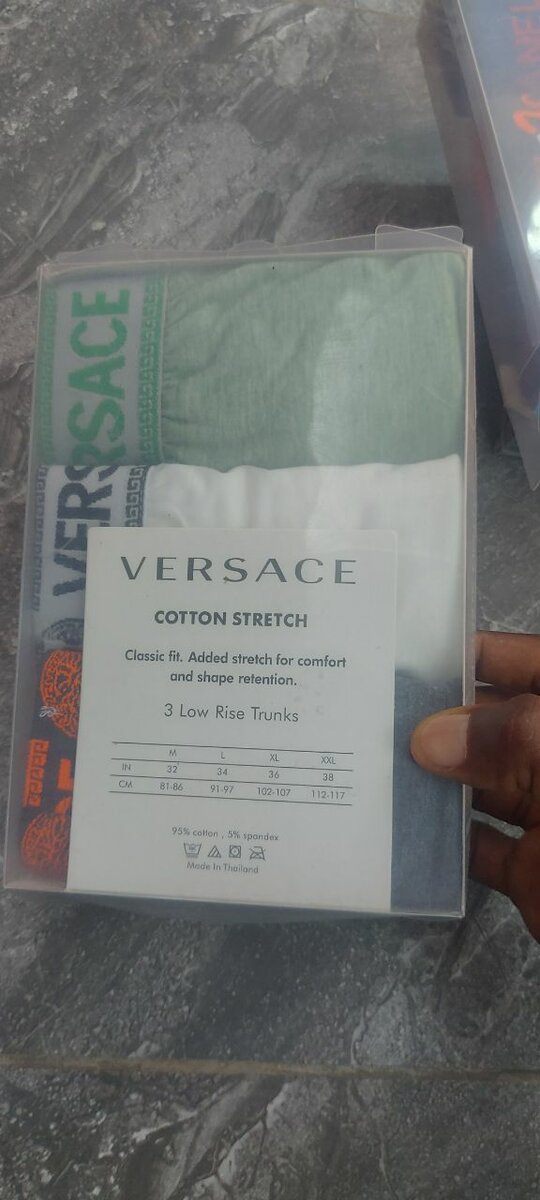 VERSACE
VERS
VERSACE
COTTON STRETCH
Classic fit. Added stretch for comfort
and shape retention.
3 Low Rise Trunks
M L XL XXL
IN 32 34 36 38
CM 81-86 91-97 102-107 112-117
95% cotton , 5% spandex
Made In Thailand